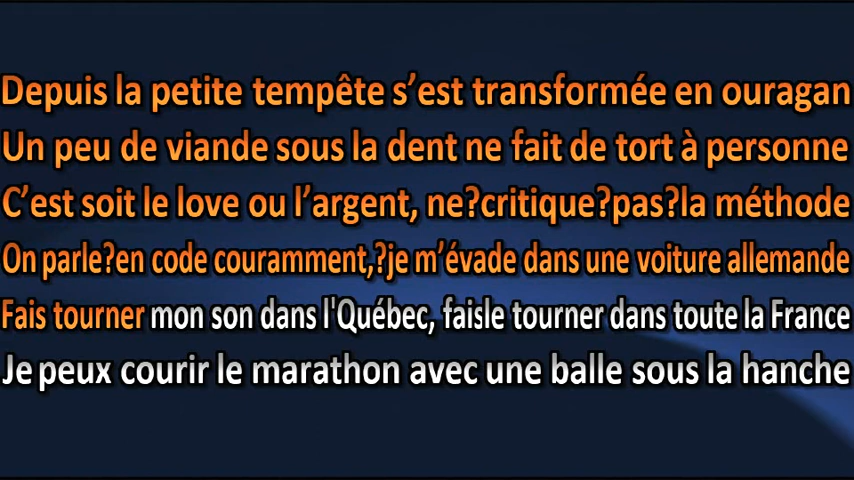 Depuis la petite tempête s’est transformée en ouragan
Un peu de viande sous la dent ne fait de tort à personne
C’est soit le love ou l’argent, ne?critique?pas?la méthode
On parle?en code couramment,?je m’évade dans une voiture allemande
Fais tourner mon son dans l'Québec, faisle tourner dans toute la France
Je peux courir le marathon avec une balle sous la hanche